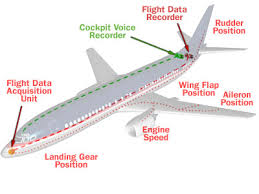 Flight Data
Recorder
Cockpit Voice
Recorder
Rudder
Position
Flight Data
Acquisition
Unit
Wing Flap
Position
Aileron
Position
Engine
Speed
Landing Gear
Position